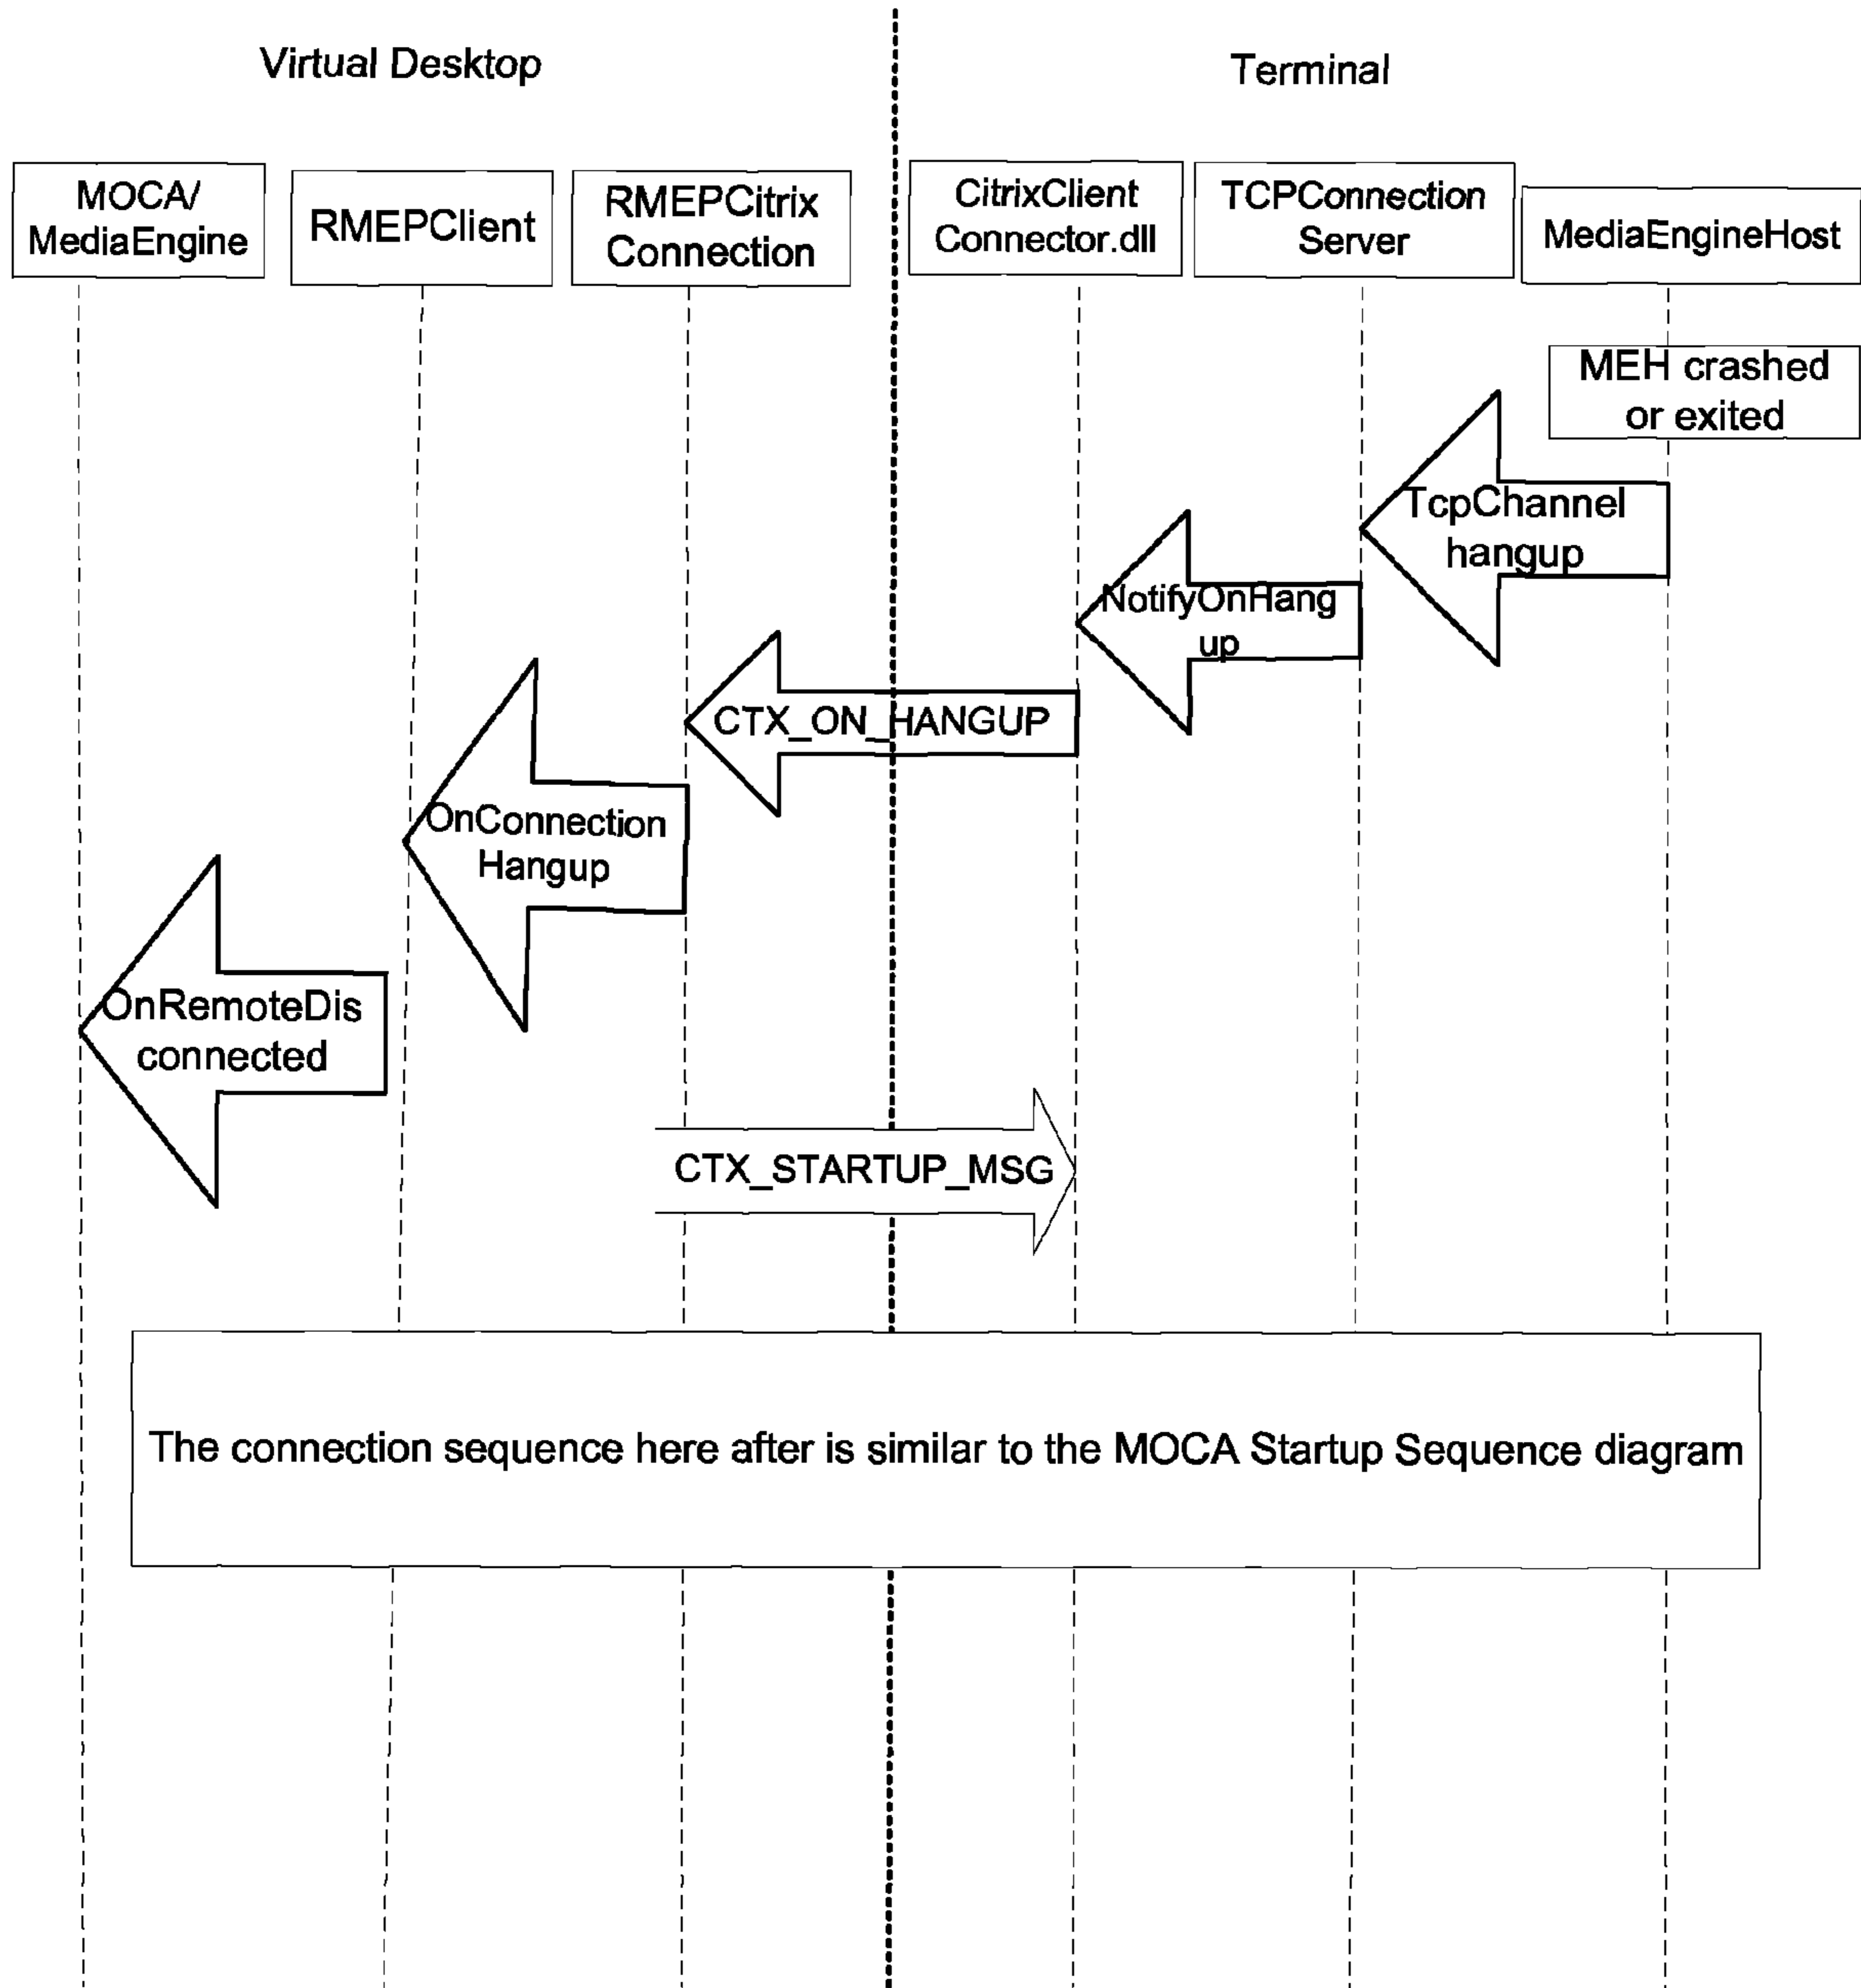 Virtual Desktop
Terminal
MOCA/
MediaEngine
RMEPClient
RMEPCitrix
Connection
CitrixClient
Connector.dll
TCPConnection
Server
MediaEngineHost
MEH crashed
or exited
TcpChannel
hangup
NotifyOnHang
up
CTX_ON_HANGUP
OnConnection
Hangup
OnRemoteDis
connected
CTX_STARTUP_MSG
The connection sequence here after is similar to the MOCA Startup Sequence diagram